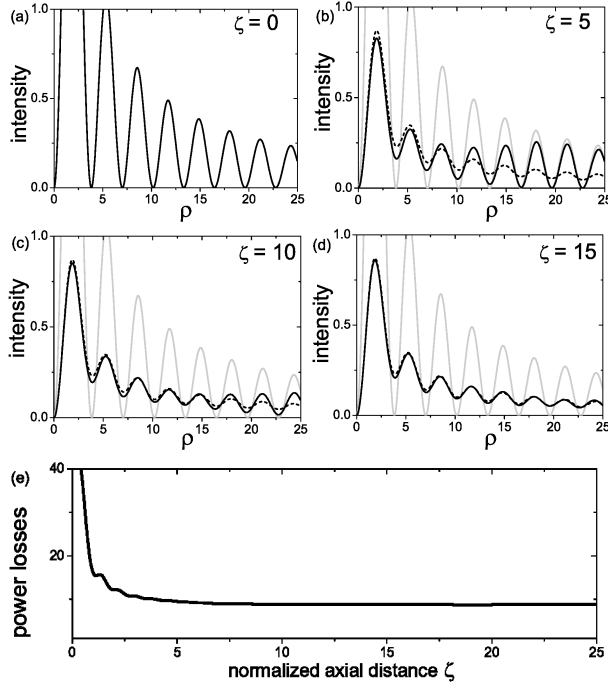 (a)
ζ = 0
1.0
0.5
0.0
intensity
0 5 10 15 20 25
ρ
(b)
ζ = 5
1.0
0.5
0.0
intensity
0 5 10 15 20 25
ρ
(c)
ζ = 10
1.0
0.5
0.0
intensity
0 5 10 15 20 25
ρ
(d)
ζ = 15
1.0
0.5
0.0
intensity
0 5 10 15 20 25
ρ
(e)
40
20
power losses
0 5 10 15 20 25
normalized axial distance ζ